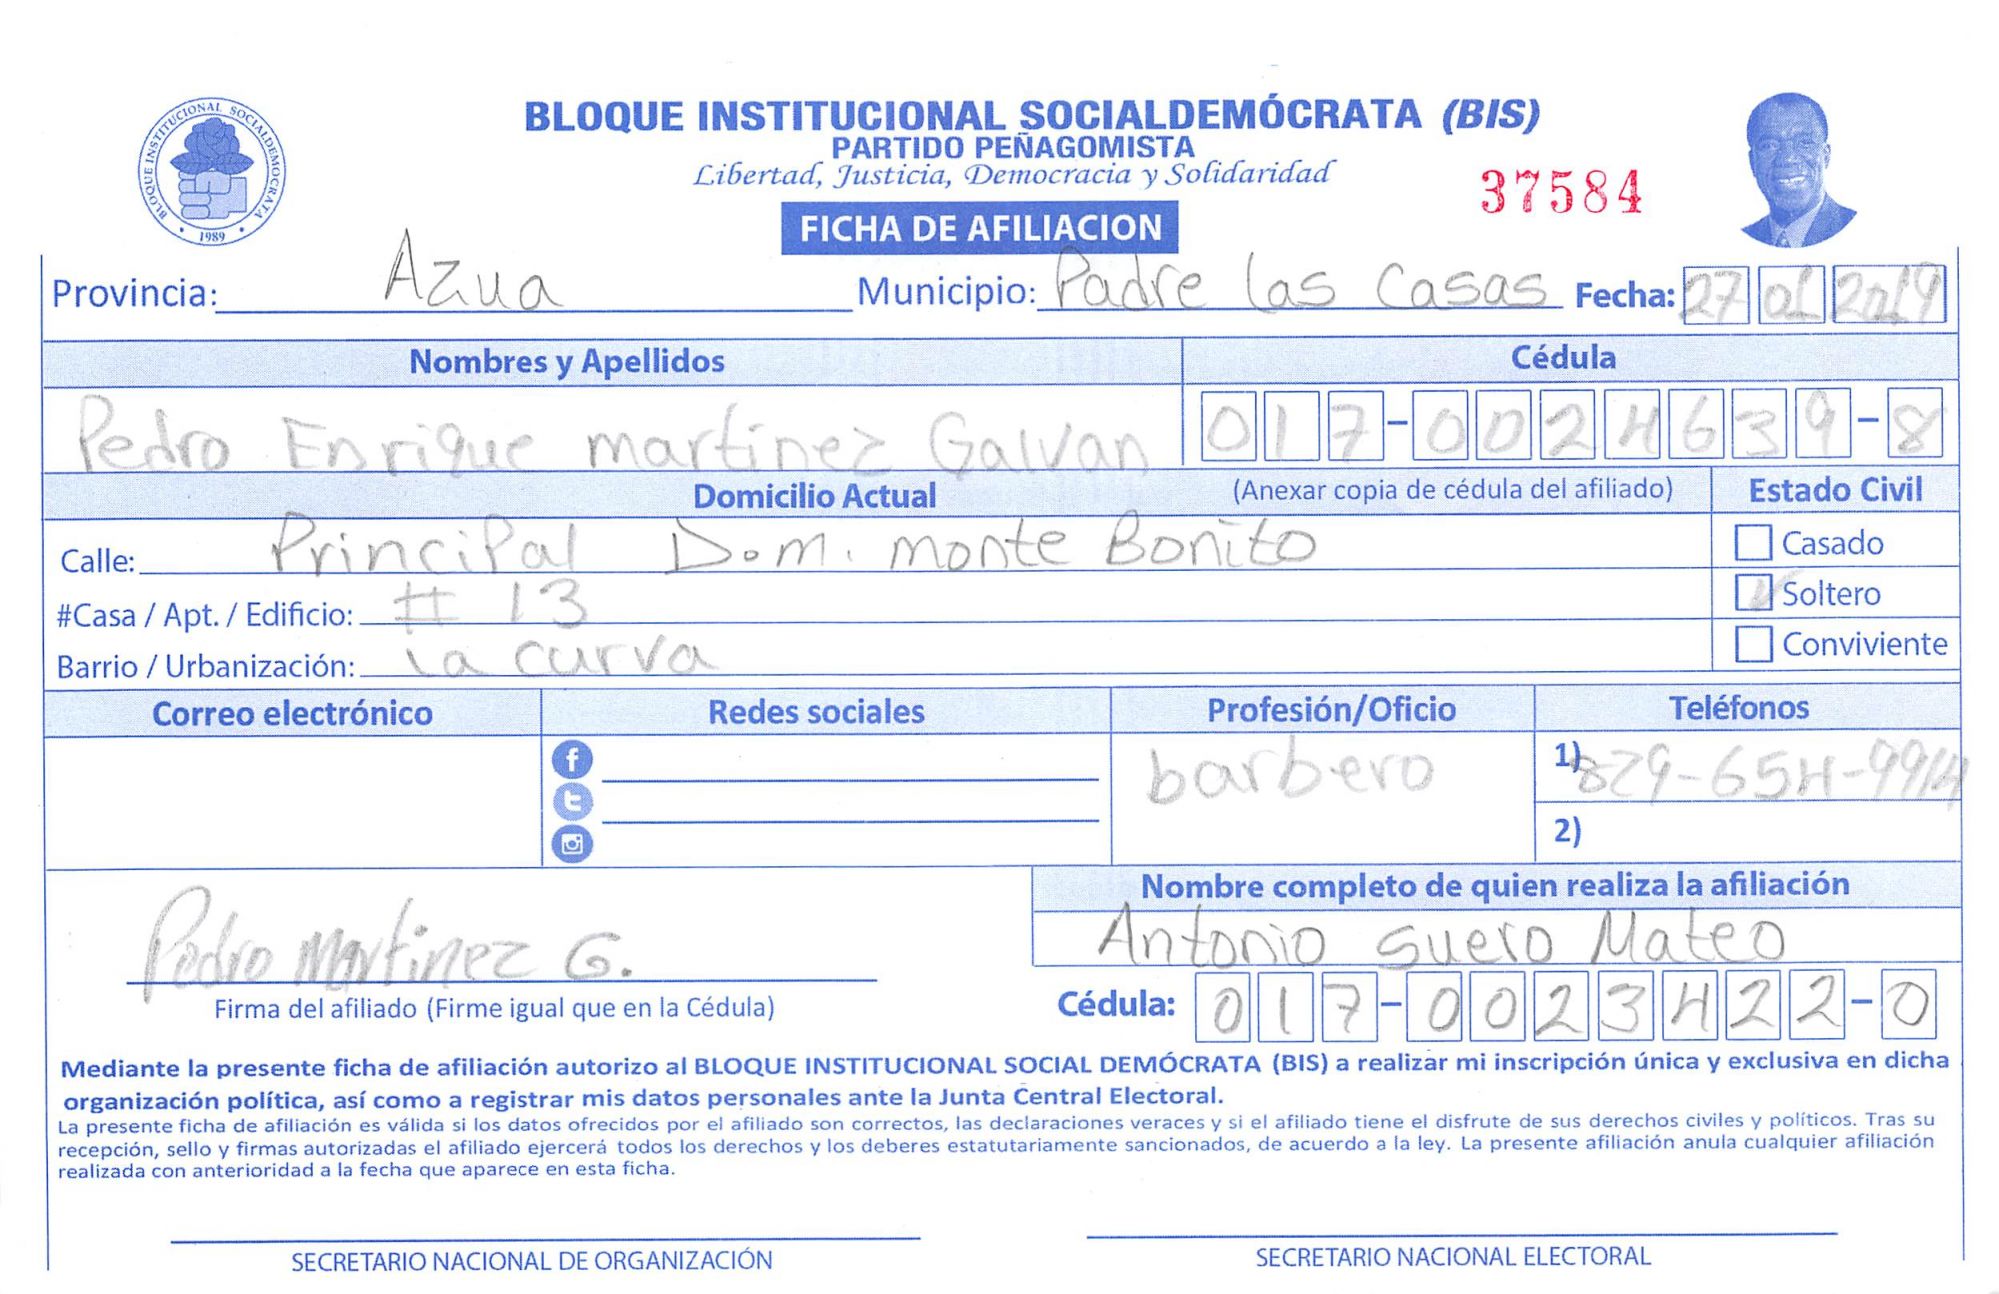 BLOQUE INSTITUCIONAL SOCIALDEMÓCRATA (BIS)
PARTIDO PEÑAGOMISTA
Libertad, Justicia, Democracia y Solidaridad
BLOQUE INSTITUCIONAL SOCIALDEMOCRATA
1989
37584
FICHA DE AFILIACION
Provincia: Azua Municipio: Padre las Casas Fecha: 27 01 2019
Nombres y Apellidos Cédula
Pedro Enrique martinez Galvan 017-0024639-8
Domicilio Actual (Anexar copia de cédula del afiliado) Estado Civil
Calle: Principal D.m. monte Bonito Casado
#Casa / Apt. / Edificio: # 13 Soltero
Barrio / Urbanización: la curva Conviviente
Correo electrónico Redes sociales Profesión/Oficio Teléfonos
barbero 1) 829-654-9914
2)
Nombre completo de quien realiza la afiliación
Pedro Martinez G. Antonio suero Mateo
Firma del afiliado (Firme igual que en la Cédula) Cédula: 017-0023422-0
Mediante la presente ficha de afiliación autorizo al BLOQUE INSTITUCIONAL SOCIAL DEMÓCRATA (BIS) a realizar mi inscripción única y exclusiva en dicha
organización política, así como a registrar mis datos personales ante la Junta Central Electoral.
La presente ficha de afiliación es válida si los datos ofrecidos por el afiliado son correctos, las declaraciones veraces y si el afiliado tiene el disfrute de sus derechos civiles y políticos. Tras su
recepción, sello y firmas autorizadas el afiliado ejercerá todos los derechos y los deberes estatutariamente sancionados, de acuerdo a la ley. La presente afiliación anula cualquier afiliación
realizada con anterioridad a la fecha que aparece en esta ficha.
SECRETARIO NACIONAL DE ORGANIZACIÓN SECRETARIO NACIONAL ELECTORAL